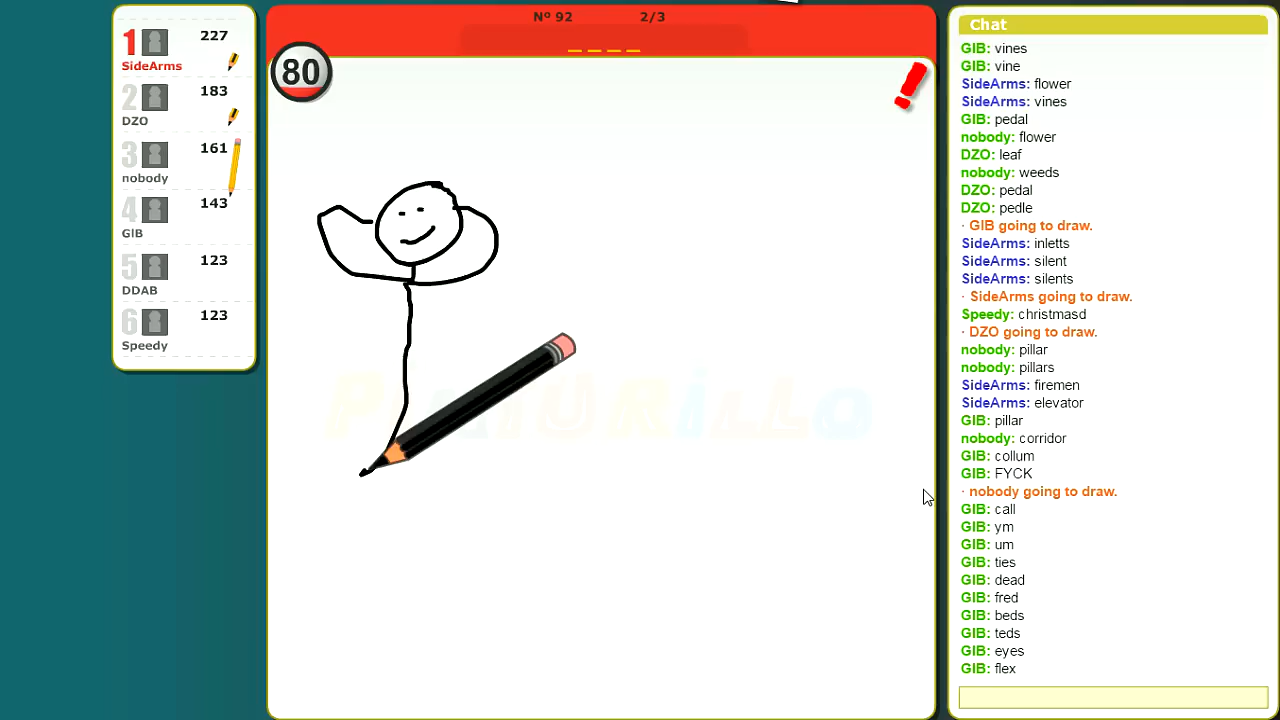 Nº 92 2/3
80
1 227
SideArms
2 183
DZO
3 161
nobody
4 143
GIB
5 123
DDAB
6 123
Speedy
PINTURILLO
Chat
GIB: vines
GIB: vine
SideArms: flower
SideArms: vines
GIB: pedal
nobody: flower
DZO: leaf
nobody: weeds
DZO: pedal
DZO: pedle
· GIB going to draw.
SideArms: inletts
SideArms: silent
SideArms: silents
· SideArms going to draw.
Speedy: christmasd
· DZO going to draw.
nobody: pillar
nobody: pillars
SideArms: firemen
SideArms: elevator
GIB: pillar
nobody: corridor
GIB: collum
GIB: FYCK
· nobody going to draw.
GIB: call
GIB: ym
GIB: um
GIB: ties
GIB: dead
GIB: fred
GIB: beds
GIB: teds
GIB: eyes
GIB: flex